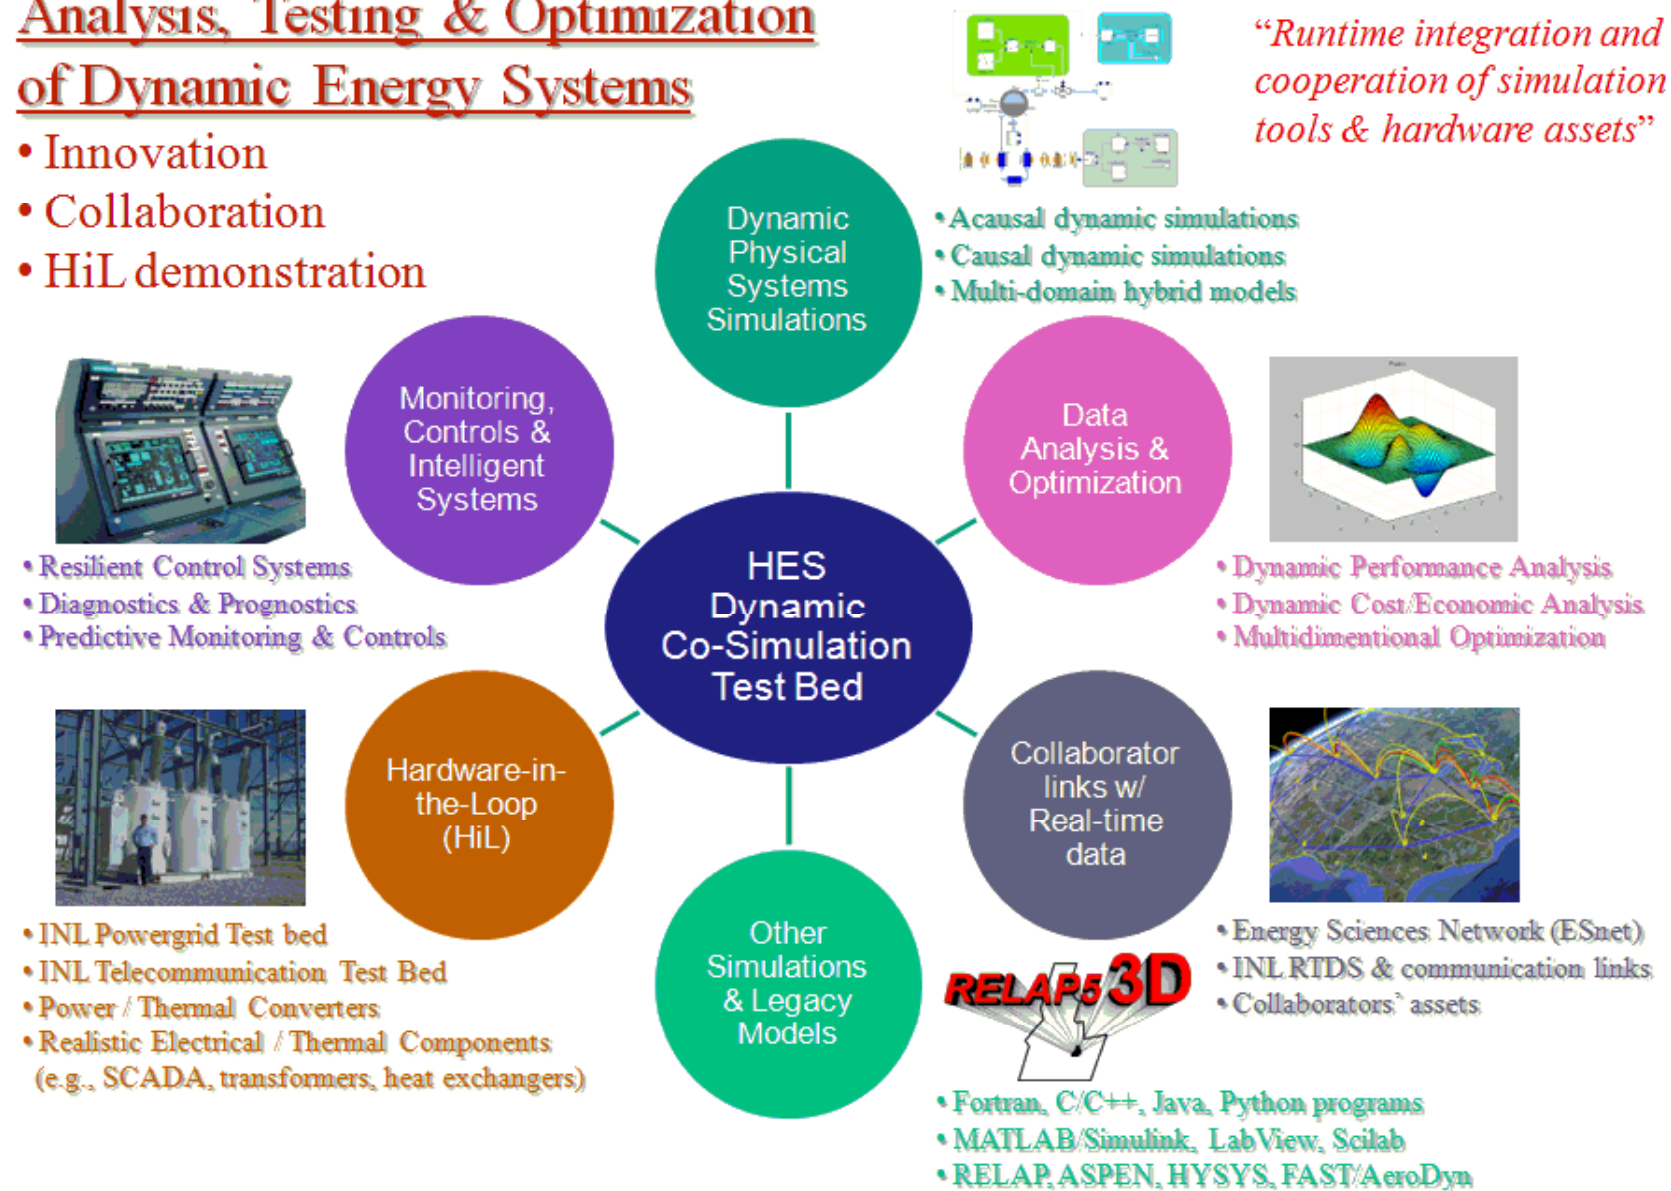 Analysis, Testing & Optimization
of Dynamic Energy Systems
• Innovation
• Collaboration
• HiL demonstration
“Runtime integration and
cooperation of simulation
tools & hardware assets”
Dynamic
Physical
Systems
Simulations
• Acausal dynamic simulations
• Causal dynamic simulations
• Multi-domain hybrid models
Monitoring,
Controls &
Intelligent
Systems
• Resilient Control Systems
• Diagnostics & Prognostics
• Predictive Monitoring & Controls
Data
Analysis &
Optimization
• Dynamic Performance Analysis
• Dynamic Cost/Economic Analysis
• Multidimentional Optimization
HES
Dynamic
Co-Simulation
Test Bed
Hardware-in-
the-Loop
(HiL)
• INL Powergrid Test bed
• INL Telecommunication Test Bed
• Power / Thermal Converters
• Realistic Electrical / Thermal Components
(e.g., SCADA, transformers, heat exchangers)
Collaborator
links w/
Real-time
data
• Energy Sciences Network (ESnet)
• INL RTDS & communication links
• Collaborators’ assets
Other
Simulations
& Legacy
Models
RELAP5 3D
• Fortran, C/C++, Java, Python programs
• MATLAB/Simulink, LabView, Scilab
• RELAP, ASPEN, HYSYS, FAST/AeroDyn